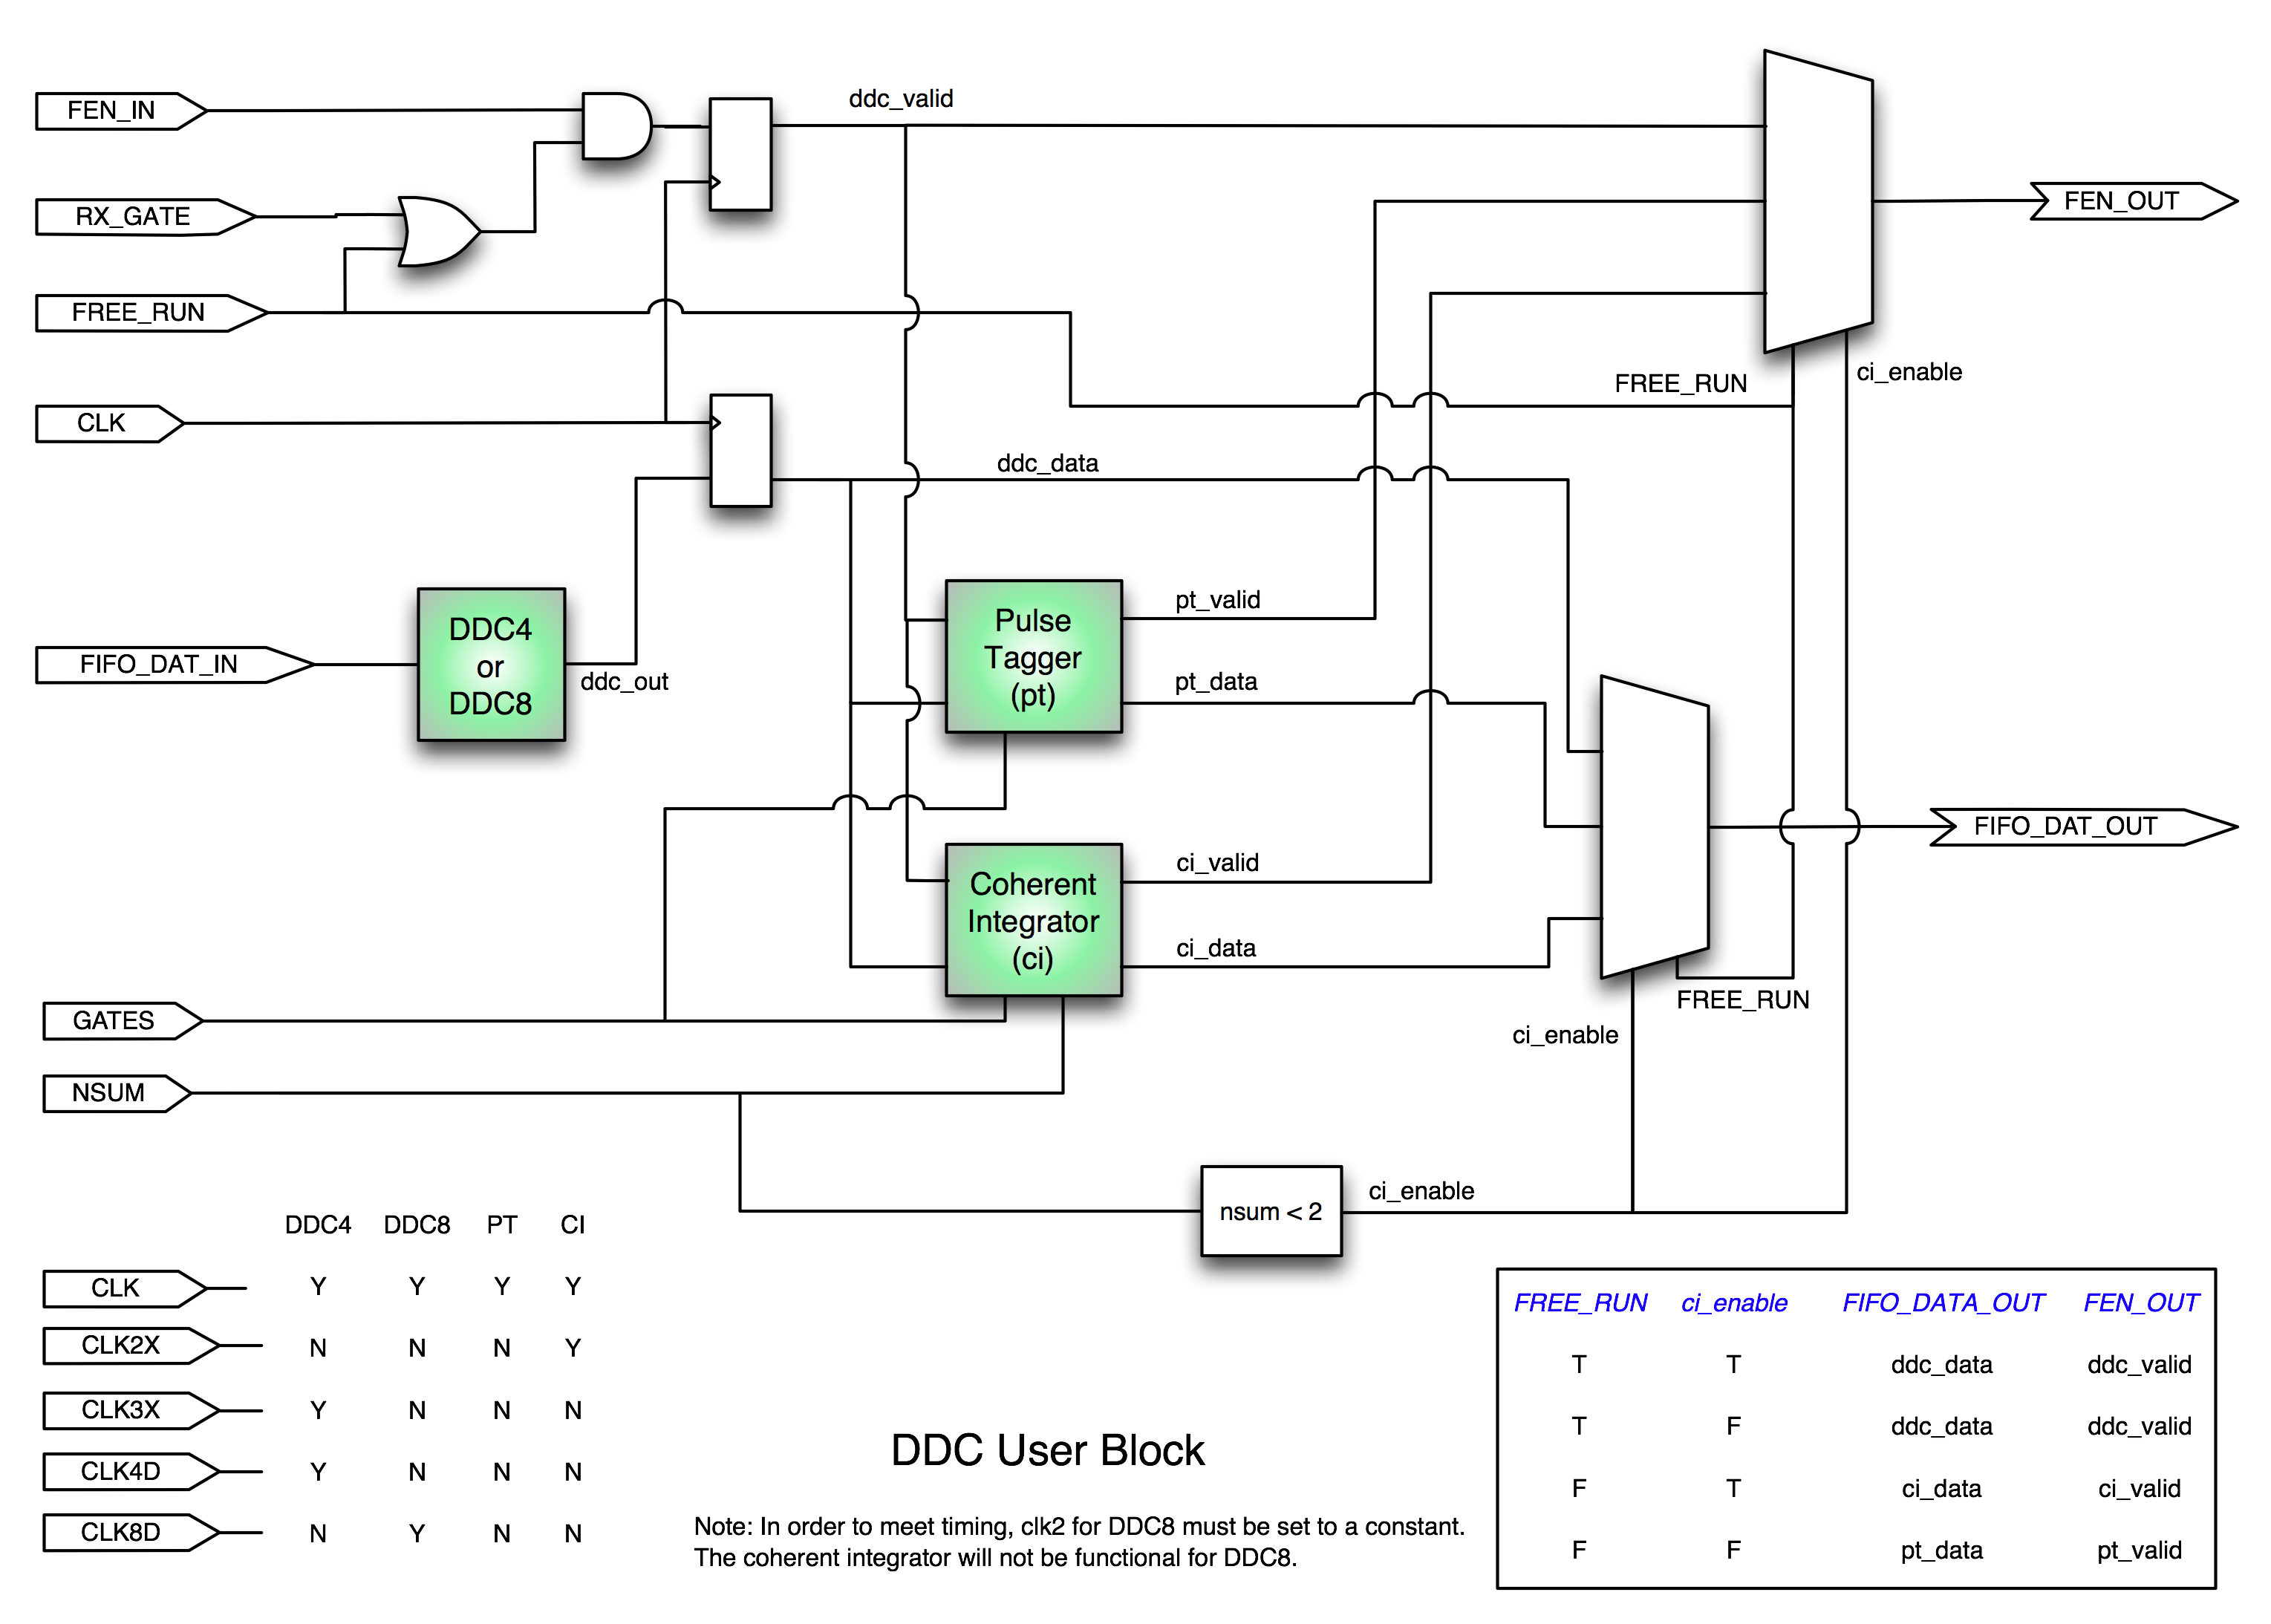 ddc_valid
FEN_IN
RX_GATE
FEN_OUT
FREE_RUN
FREE_RUN
ci_enable
CLK
ddc_data
DDC4
or
DDC8
FIFO_DAT_IN
ddc_out
Pulse
Tagger
(pt)
pt_valid
pt_data
FIFO_DAT_OUT
Coherent
Integrator
(ci)
ci_valid
ci_data
FREE_RUN
ci_enable
GATES
NSUM
nsum < 2
ci_enable
DDC4 DDC8 PT CI
CLK Y Y Y Y
CLK2X N N N Y
CLK3X Y N N N
CLK4D Y N N N
CLK8D N Y N N
DDC User Block
Note: In order to meet timing, clk2 for DDC8 must be set to a constant.
The coherent integrator will not be functional for DDC8.
FREE_RUN ci_enable FIFO_DATA_OUT FEN_OUT
T T ddc_data ddc_valid
T F ddc_data ddc_valid
F T ci_data ci_valid
F F pt_data pt_valid